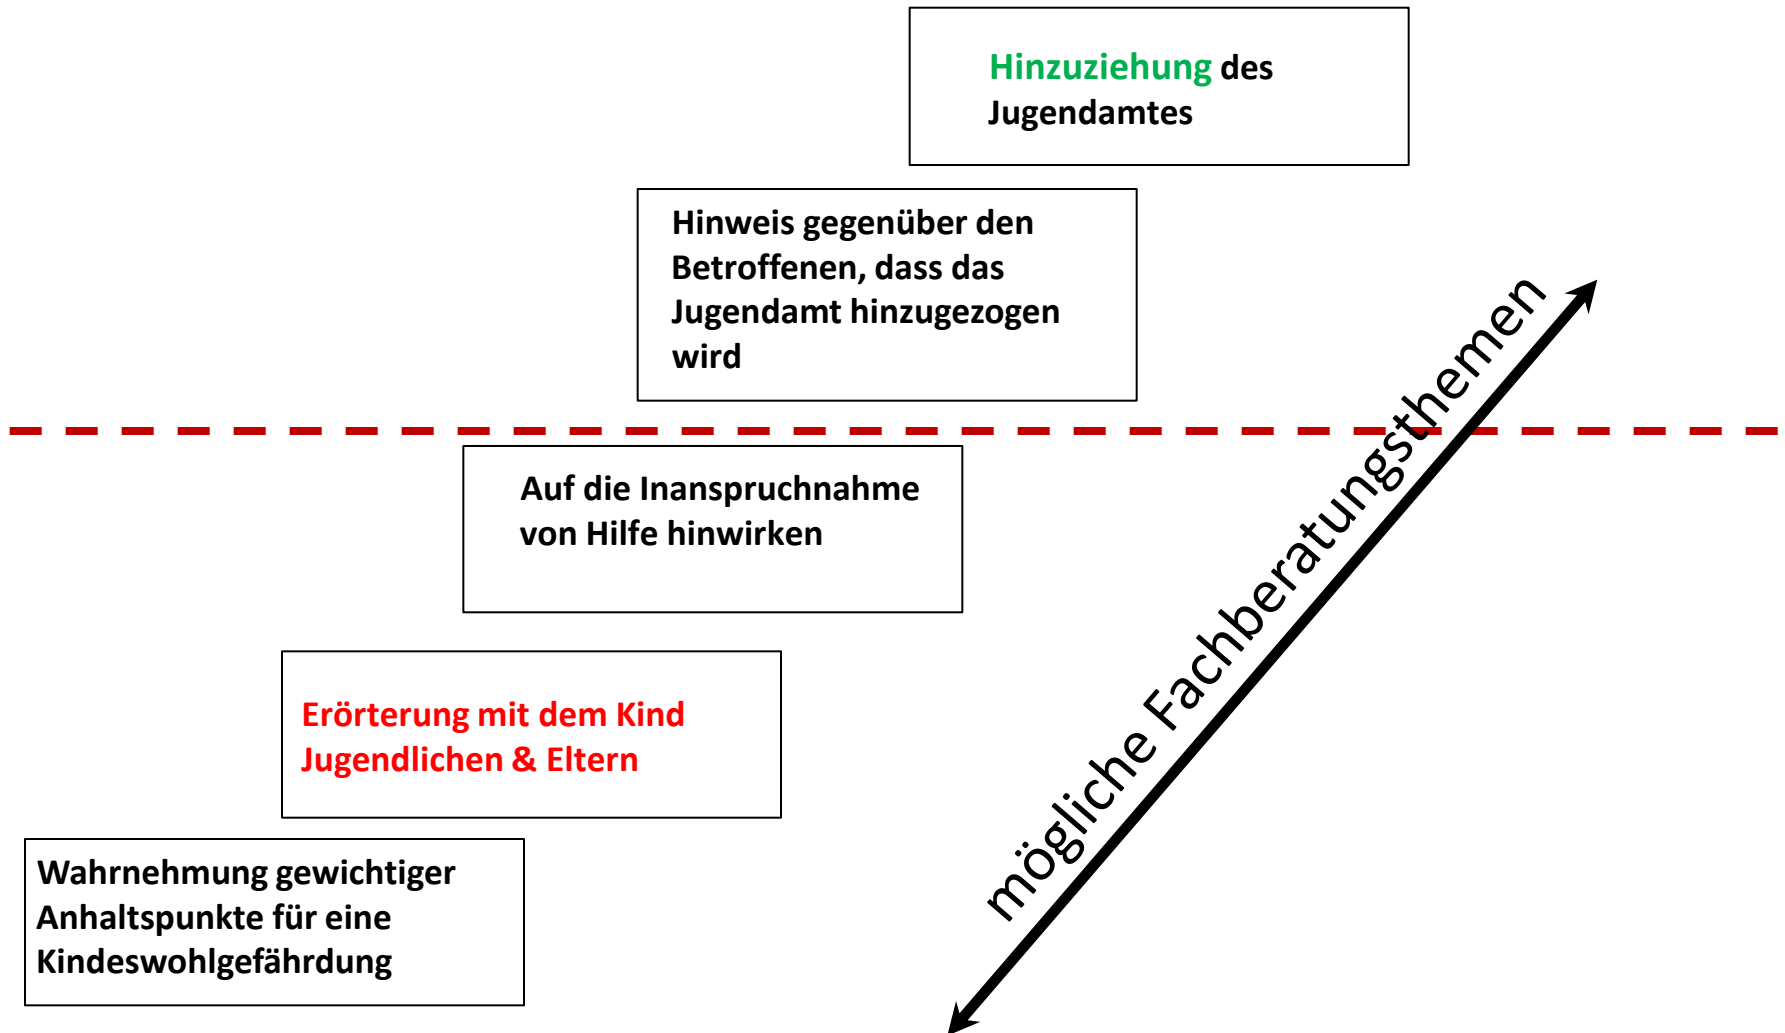 Hinzuziehung des
Jugendamtes
Hinweis gegenüber den
Betroffenen, dass das
Jugendamt hinzugezogen
wird
Auf die Inanspruchnahme
von Hilfe hinwirken
Erörterung mit dem Kind
Jugendlichen & Eltern
Wahrnehmung gewichtiger
Anhaltspunkte für eine
Kindeswohlgefährdung
mögliche Fachberatungsthemen